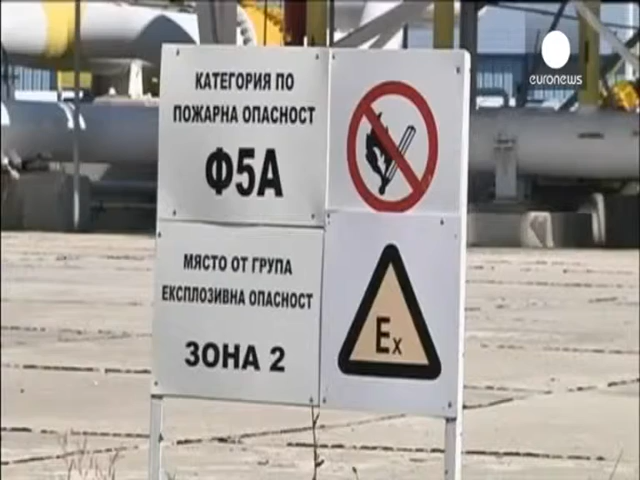 КАТЕГОРИЯ ПО
ПОЖАРНА ОПАСНОСТ
Ф5А
МЯСТО ОТ ГРУПА
ЕКСПЛОЗИВНА ОПАСНОСТ
ЗОНА 2
Ex
euronews